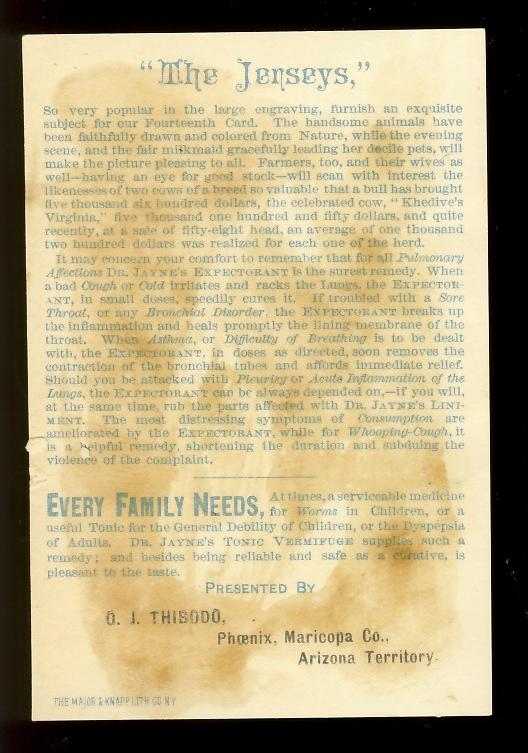 "The Jerseys,"
So very popular in the large engraving, furnish an exquisite
subject for our Fourteenth Card. The handsome animals have
been faithfully drawn and colored from Nature, while the evening
scene, and the fair milkmaid gracefully leading her docile pets, will
make the picture pleasing to all. Farmers, too, and their wives as
well—having an eye for good stock—will scan with interest the
likenesses of two cows of a breed so valuable that a bull has brought
five thousand six hundred dollars, the celebrated cow, "Khedive's
Virginia," five thousand one hundred and fifty dollars, and quite
recently, at a sale of fifty-eight head, an average of one thousand
two hundred dollars was realized for each one of the herd.
It may concern your comfort to remember that for all Pulmonary
Affections DR. JAYNE'S EXPECTORANT is the surest remedy. When
a bad Cough or Cold irritates and racks the Lungs, the EXPECTOR-
ANT, in small doses, speedily cures it. If troubled with a Sore
Throat, or any Bronchial Disorder, the EXPECTORANT breaks up
the inflammation and heals promptly the lining membrane of the
throat. When Asthma, or Difficulty of Breathing is to be dealt
with, the EXPECTORANT, in doses as directed, soon removes the
contraction of the bronchial tubes and affords immediate relief.
Should you be attacked with Pleurisy or Acute Inflammation of the
Lungs, the EXPECTORANT can be always depended on,—if you will,
at the same time, rub the parts affected with DR. JAYNE'S LINI-
MENT. The most distressing symptoms of Consumption are
ameliorated by the EXPECTORANT, while for Whooping-Cough, it
is a helpful remedy, shortening the duration and subduing the
violence of the complaint.
EVERY FAMILY NEEDS, At times, a serviceable medicine
for Worms in Children, or a
useful Tonic for the General Debility of Children, or the Dyspepsia
of Adults. DR. JAYNE'S TONIC VERMIFUGE supplies such a
remedy; and besides being reliable and safe as a curative, is
pleasant to the taste.
PRESENTED BY
O. J. THIBODO,
Phœnix, Maricopa Co.,
Arizona Territory.
THE MAJOR & KNAPP LITH. CO. N.Y.